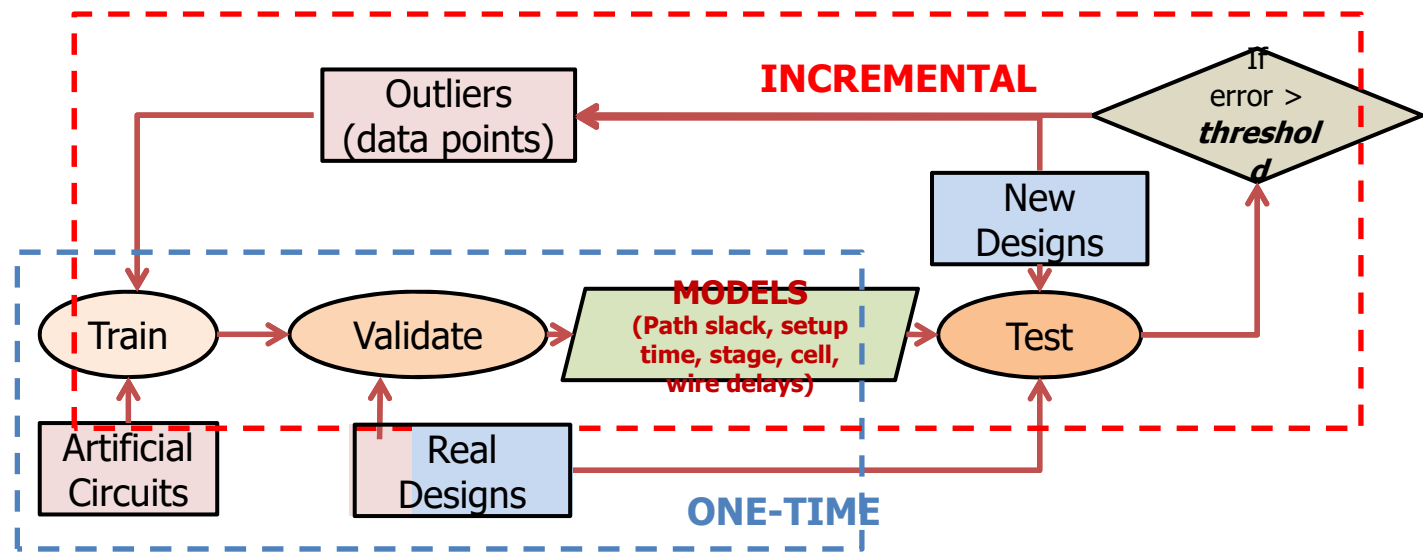 INCREMENTAL
Outliers
(data points)
If
error >
threshol
d
New
Designs
Train
Validate
MODELS
(Path slack, setup
time, stage, cell,
wire delays)
Test
Artificial
Circuits
Real
Designs
ONE-TIME